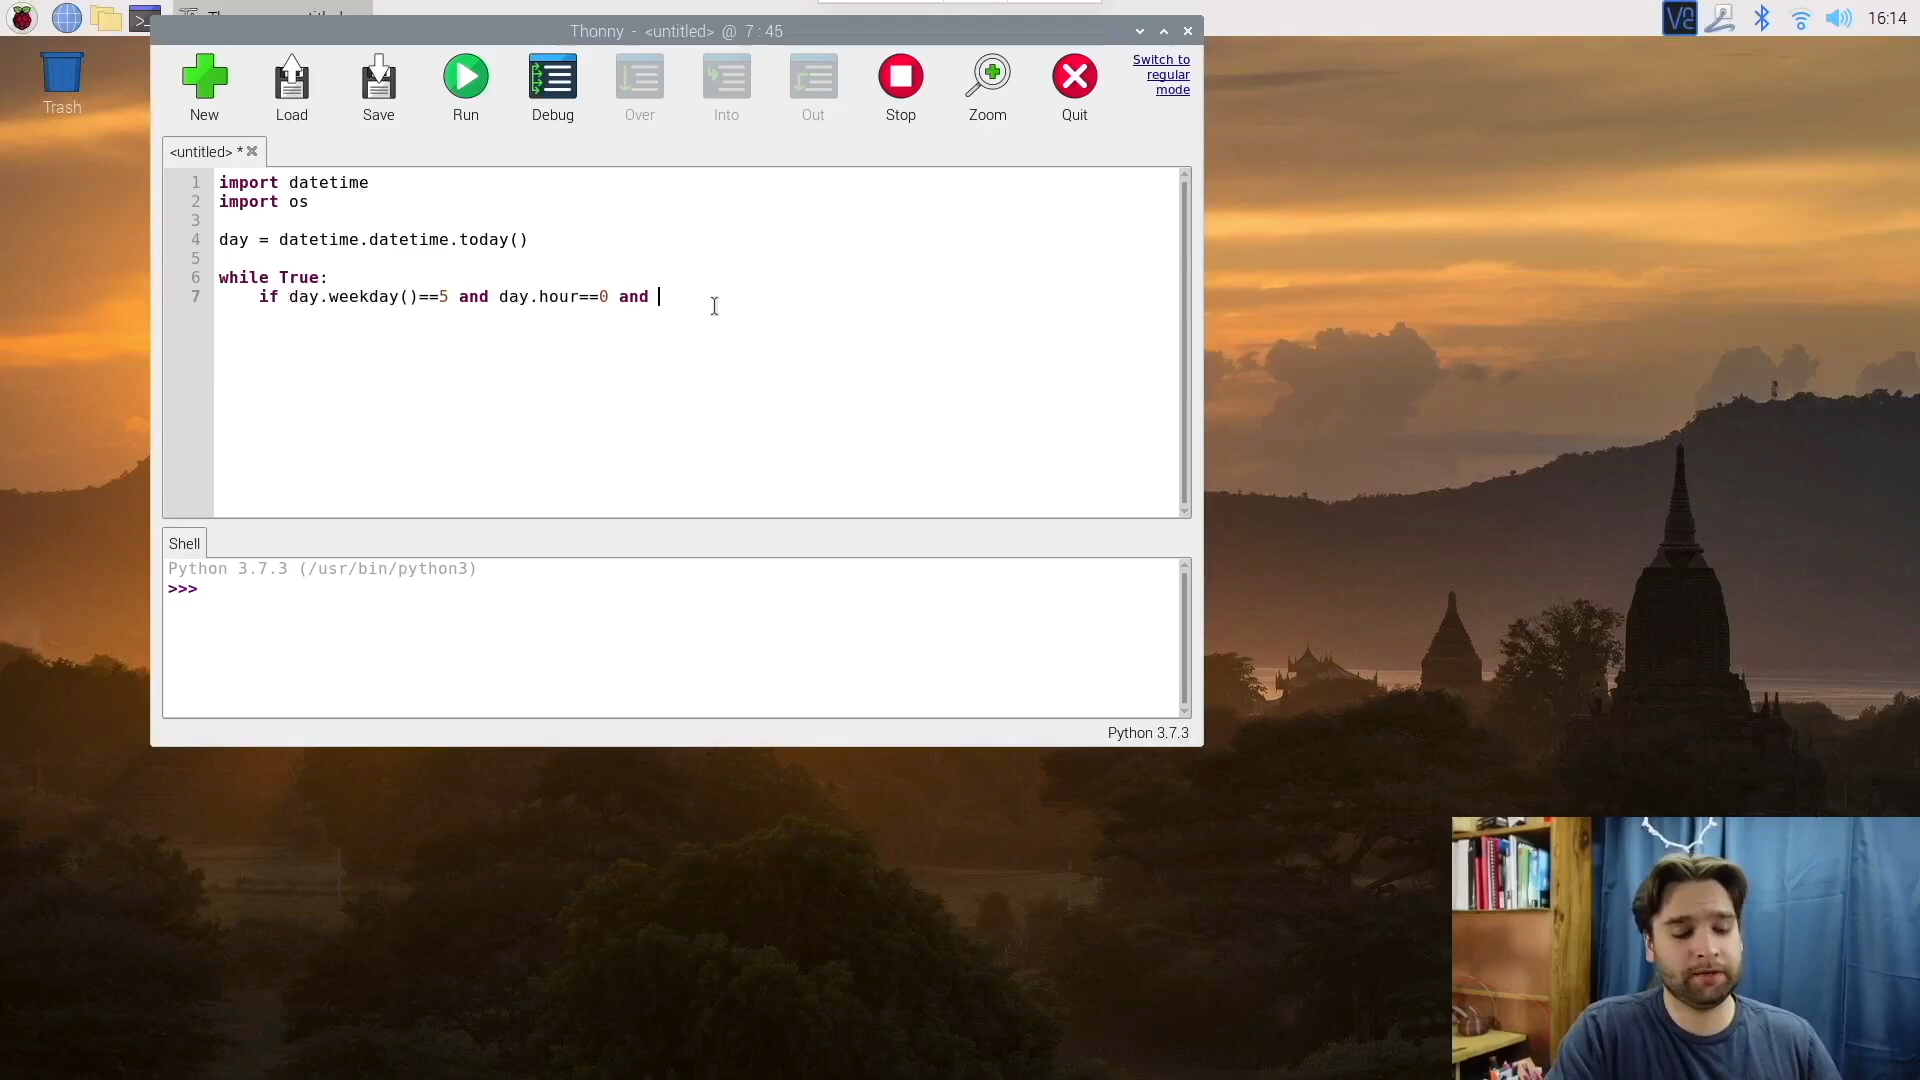 16:14
Trash
Thonny - <untitled> @ 7 : 45
New
Load
Save
Run
Debug
Over
Into
Out
Stop
Zoom
Quit
Switch to
regular
mode
<untitled> *
1 import datetime
2 import os
3
4 day = datetime.datetime.today()
5
6 while True:
7 if day.weekday()==5 and day.hour==0 and
Shell
Python 3.7.3 (/usr/bin/python3)
>>>
Python 3.7.3